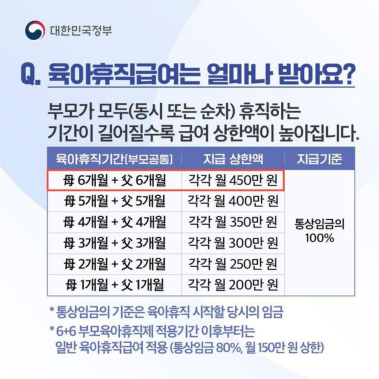 대한민국정부
Q. 육아휴직급여는 얼마나 받아요?
부모가 모두(동시 또는 순차) 휴직하는
기간이 길어질수록 급여 상한액이 높아집니다.
육아휴직기간(부모공통) 지급 상한액 지급기준
母 6개월 + 父 6개월 각각 월 450만 원
母 5개월 + 父 5개월 각각 월 400만 원
母 4개월 + 父 4개월 각각 월 350만 원
母 3개월 + 父 3개월 각각 월 300만 원
母 2개월 + 父 2개월 각각 월 250만 원
母 1개월 + 父 1개월 각각 월 200만 원
통상임금의
100%
* 통상임금의 기준은 육아휴직 시작할 당시의 임금
* 6+6 부모육아휴직제 적용기간 이후부터는
일반 육아휴직급여 적용 (통상임금 80%, 월 150만 원 상한)